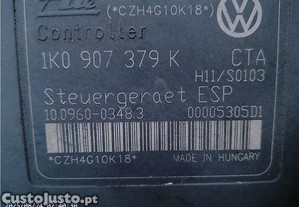 Ate
(*CZH4G10K18*)
Controller
1K0 907 379 K
CTA
H11/S0103
Steuergeraet ESP
10.0960-0348.3
00005305D1
*CZH4G10K18*
MADE IN HUNGARY
CustoJusto.pt